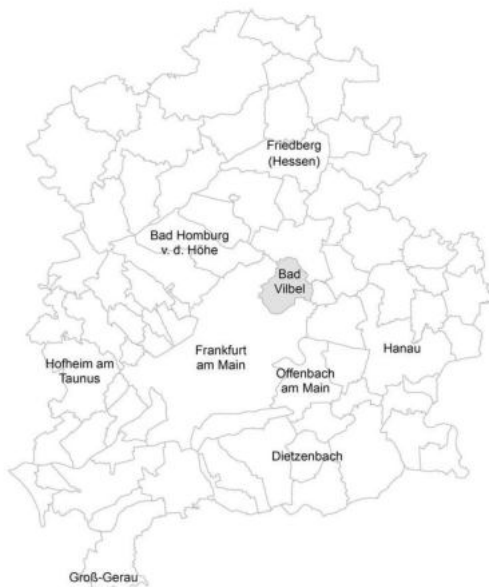 Friedberg
(Hessen)
Bad Homburg
v. d. Höhe
Bad
Vilbel
Hofheim am
Taunus
Frankfurt
am Main
Offenbach
am Main
Hanau
Dietzenbach
Groß-Gerau